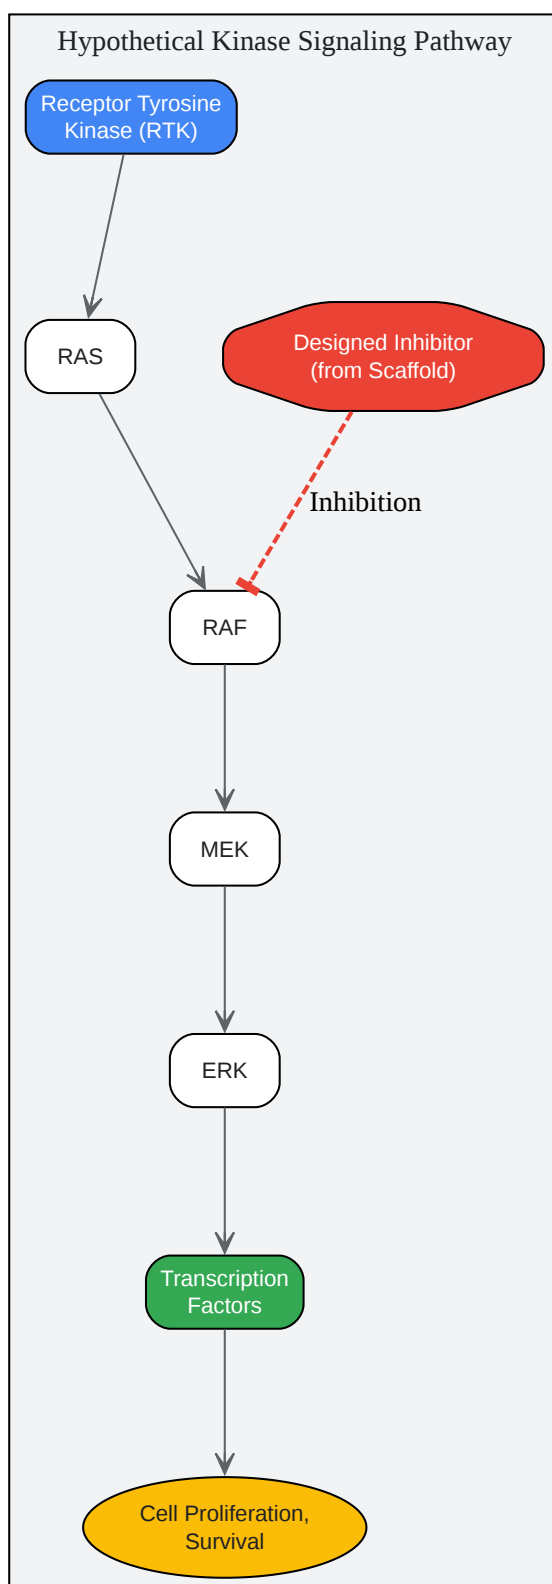 Hypothetical Kinase Signaling Pathway
Receptor Tyrosine
Kinase (RTK)
RAS
Designed Inhibitor
(from Scaffold)
Inhibition
RAF
MEK
ERK
Transcription
Factors
Cell Proliferation,
Survival